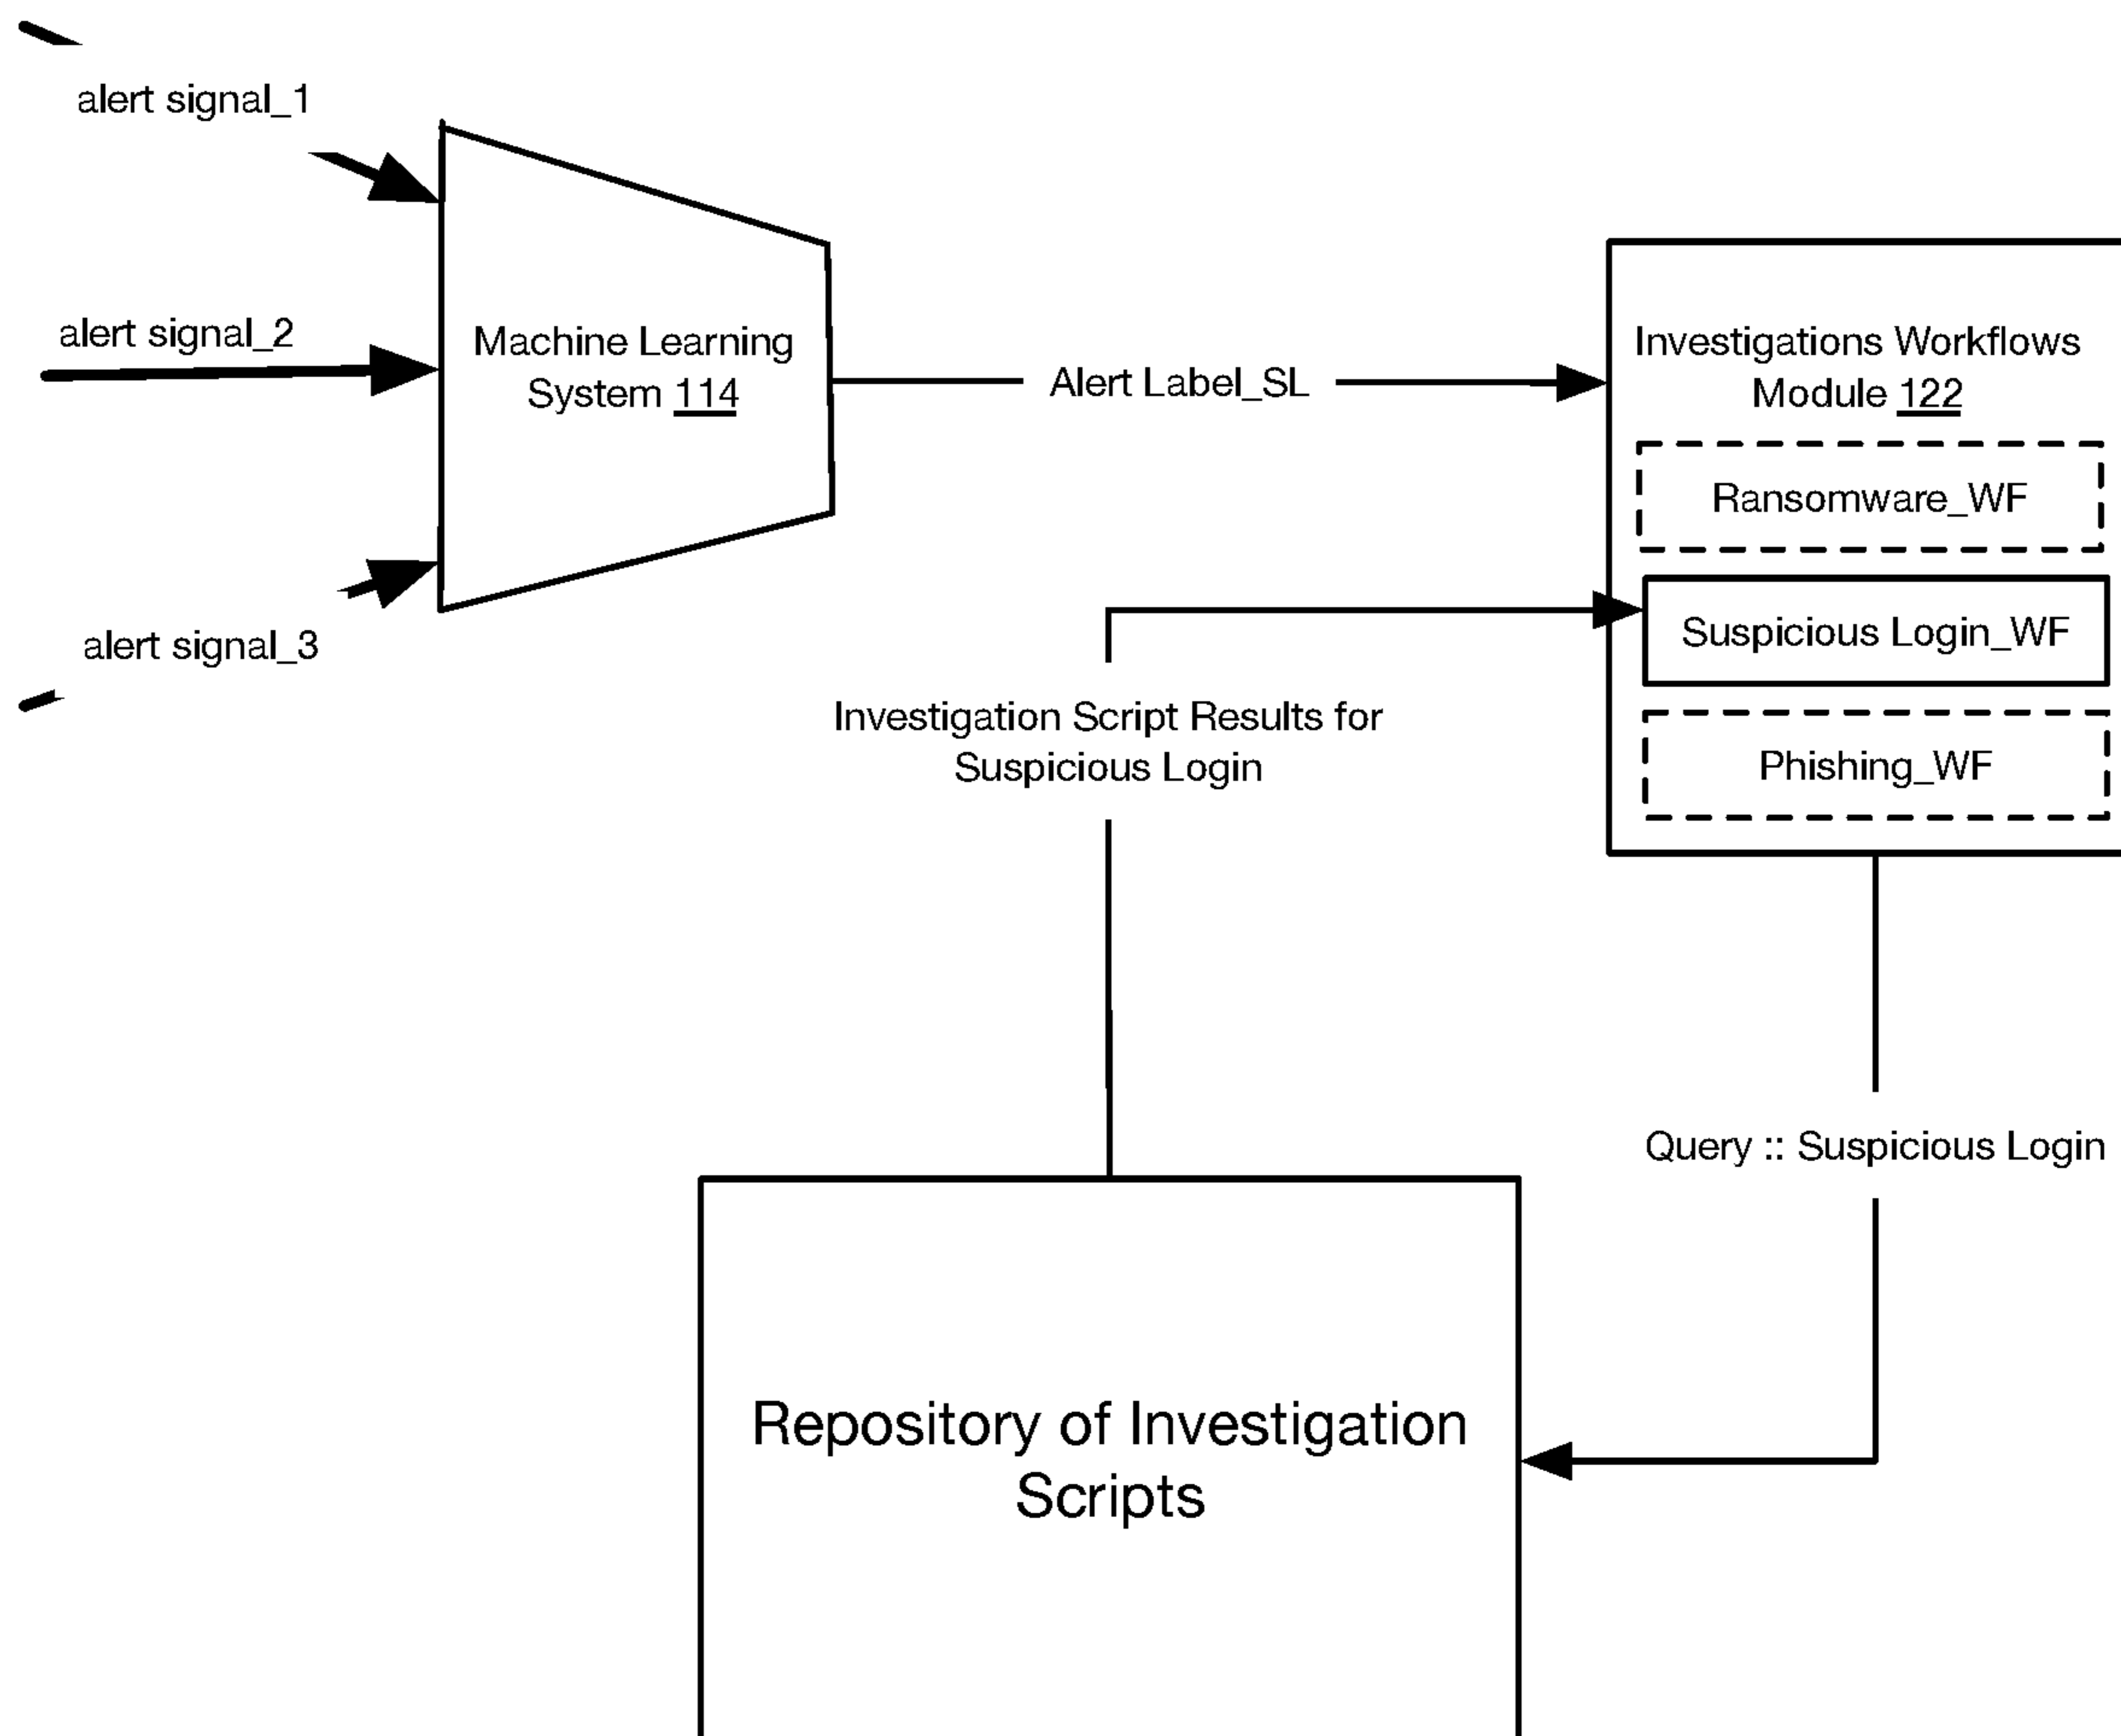 alert signal_1
alert signal_2
Machine Learning
System 114
alert signal_3
Alert Label_SL
Investigations Workflows
Module 122
Ransomware_WF
Suspicious Login_WF
Phishing_WF
Investigation Script Results for
Suspicious Login
Query :: Suspicious Login
Repository of Investigation
Scripts